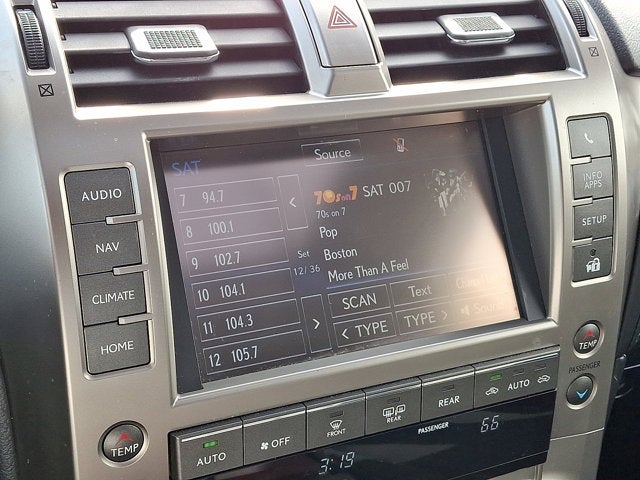 AUDIO
NAV
CLIMATE
HOME
TEMP
SAT
Source
7 94.7
8 100.1
9 102.7
10 104.1
11 104.3
12 105.7
<
Set
12/36
>
70s on 7 SAT 007
70s on 7
Pop
Boston
More Than A Feel
SCAN
Text
< TYPE
TYPE >
Sound
INFO
APPS
SETUP
TEMP
PASSENGER
AUTO
OFF
FRONT
REAR
REAR
AUTO
PASSENGER 66
3:19